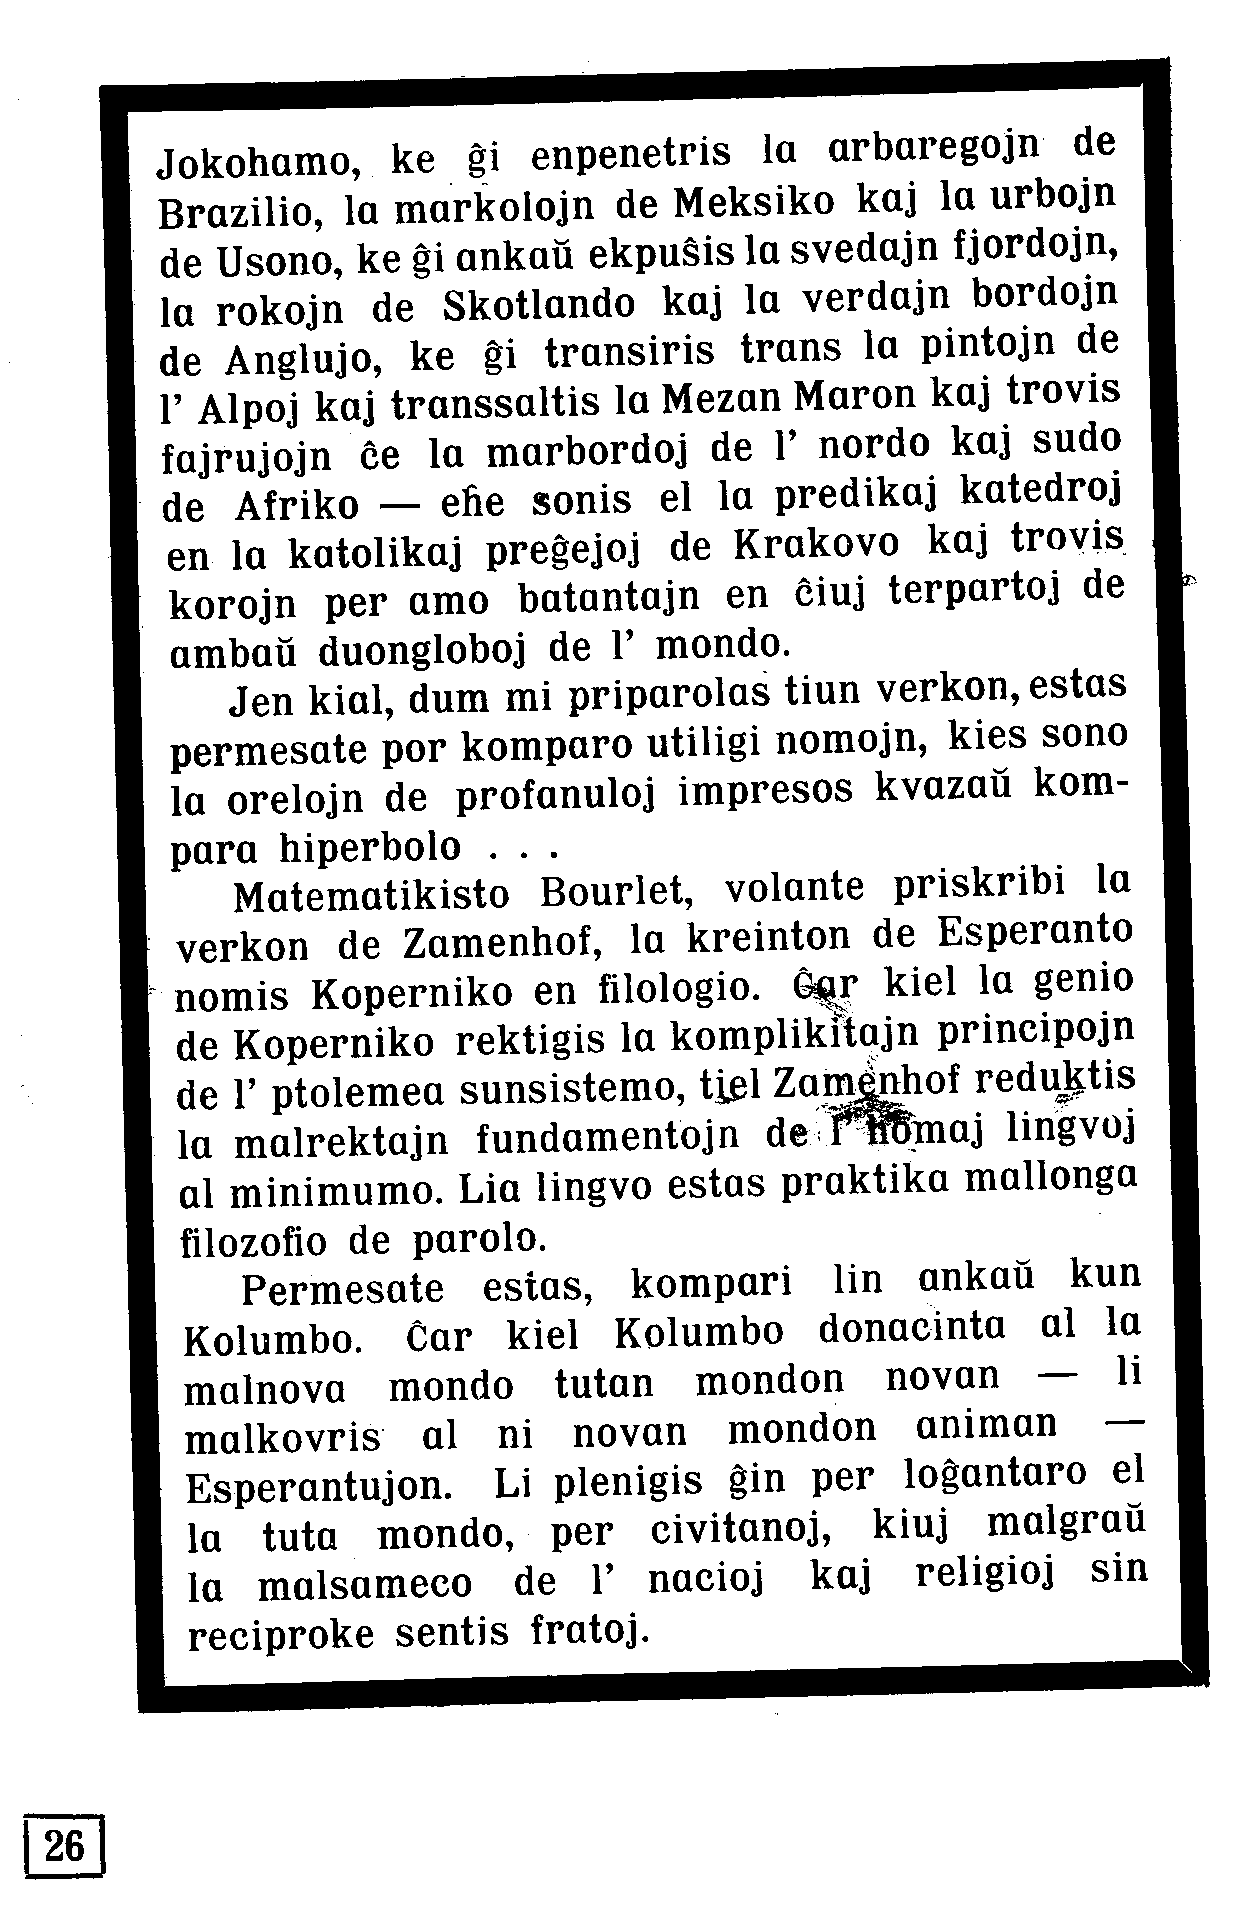 Jokohamo, ke ĝi enpenetris la arbaregojn de
Brazilio, la markolojn de Meksiko kaj la urbojn
de Usono, ke ĝi ankaŭ ekpuŝis la svedajn fjordojn,
la rokojn de Skotlando kaj la verdajn bordojn
de Anglujo, ke ĝi transiris trans la pintojn de
l’ Alpoj kaj transsaltis la Mezan Maron kaj trovis
fajrujojn ĉe la marbordoj de l’ nordo kaj sudo
de Afriko — eĥe sonis el la predikaj katedroj
en la katolikaj preĝejoj de Krakovo kaj trovis
korojn per amo batantajn en ĉiuj terpartoj de
ambaŭ duongloboj de l’ mondo.
Jen kial, dum mi priparolas tiun verkon, estas
permesate por komparo utiligi nomojn, kies sono
la orelojn de profanuloj impresos kvazaŭ kom-
para hiperbolo . . .
Matematikisto Bourlet, volante priskribi la
verkon de Zamenhof, la kreinton de Esperanto
nomis Koperniko en filologio. Ĉar kiel la genio
de Koperniko rektigis la komplikitajn principojn
de l’ ptolemea sunsistemo, tiel Zamenhof reduktis
la malrektajn fundamentojn de l’ homaj lingvoj
al minimumo. Lia lingvo estas praktika mallonga
filozofio de parolo.
Permesate estas, kompari lin ankaŭ kun
Kolumbo. Ĉar kiel Kolumbo donacinta al la
malnova mondo tutan mondon novan — li
malkovris al ni novan mondon animan —
Esperantujon. Li plenigis ĝin per loĝantaro el
la tuta mondo, per civitanoj, kiuj malgraŭ
la malsameco de l’ nacioj kaj religioj sin
reciproke sentis fratoj.
26